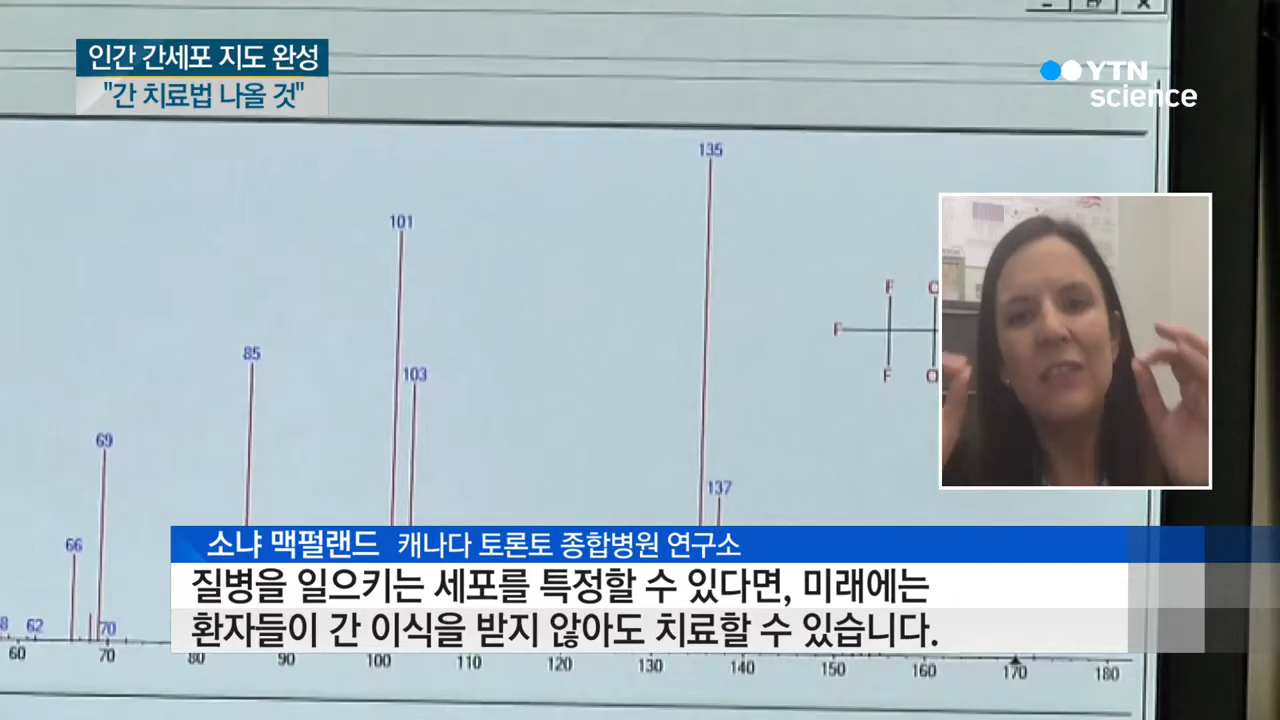 인간 간세포 지도 완성
"간 치료법 나올 것"
YTN
science
135
101
85
103
69
137
66
62
70
F
F
F
60 70 80 90 100 110 120 130 140 150 160 170 180
소냐 맥펄랜드 캐나다 토론토 종합병원 연구소
질병을 일으키는 세포를 특정할 수 있다면, 미래에는
환자들이 간 이식을 받지 않아도 치료할 수 있습니다.